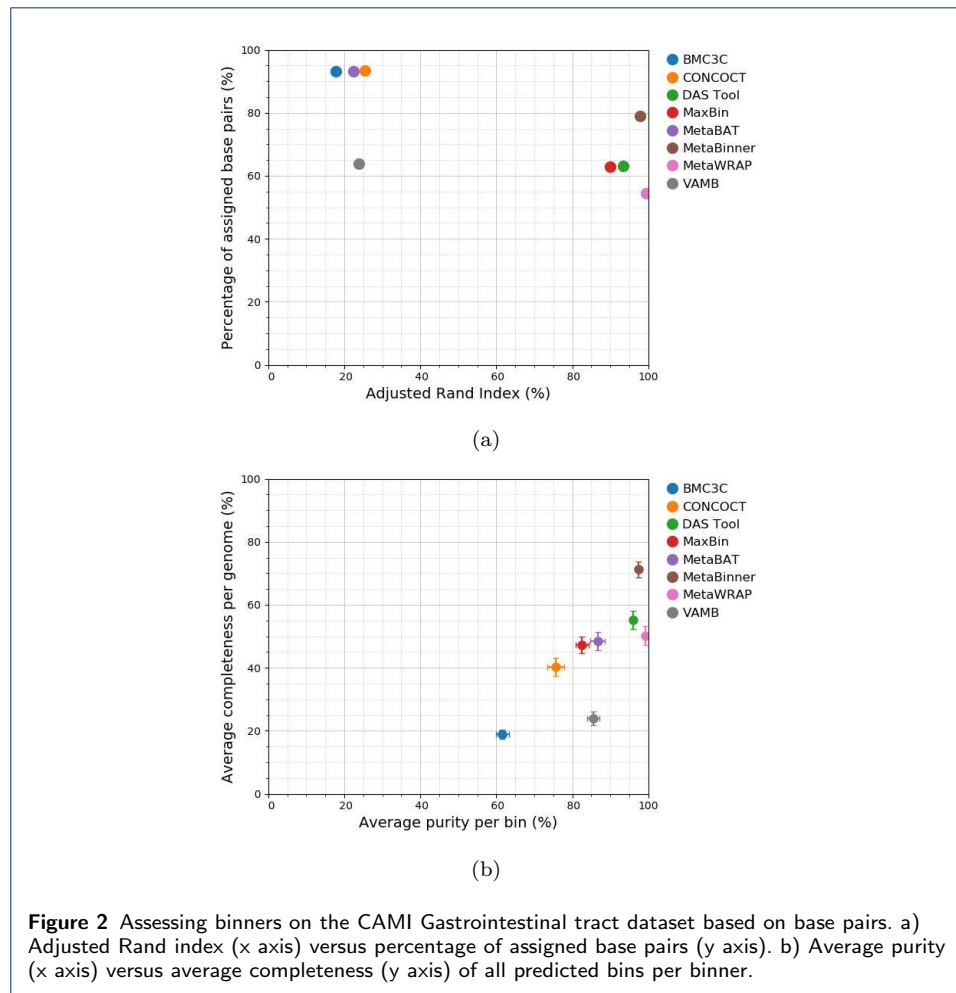 100
80
60
40
20
0
Percentage of assigned base pairs (%)
0 20 40 60 80 100
Adjusted Rand Index (%)
BMC3C
CONCOCT
DAS Tool
MaxBin
MetaBAT
MetaBinner
MetaWRAP
VAMB
(a)
100
80
60
40
20
0
Average completeness per genome (%)
0 20 40 60 80 100
Average purity per bin (%)
BMC3C
CONCOCT
DAS Tool
MaxBin
MetaBAT
MetaBinner
MetaWRAP
VAMB
(b)
Figure 2 Assessing binners on the CAMI Gastrointestinal tract dataset based on base pairs. a)
Adjusted Rand index (x axis) versus percentage of assigned base pairs (y axis). b) Average purity
(x axis) versus average completeness (y axis) of all predicted bins per binner.